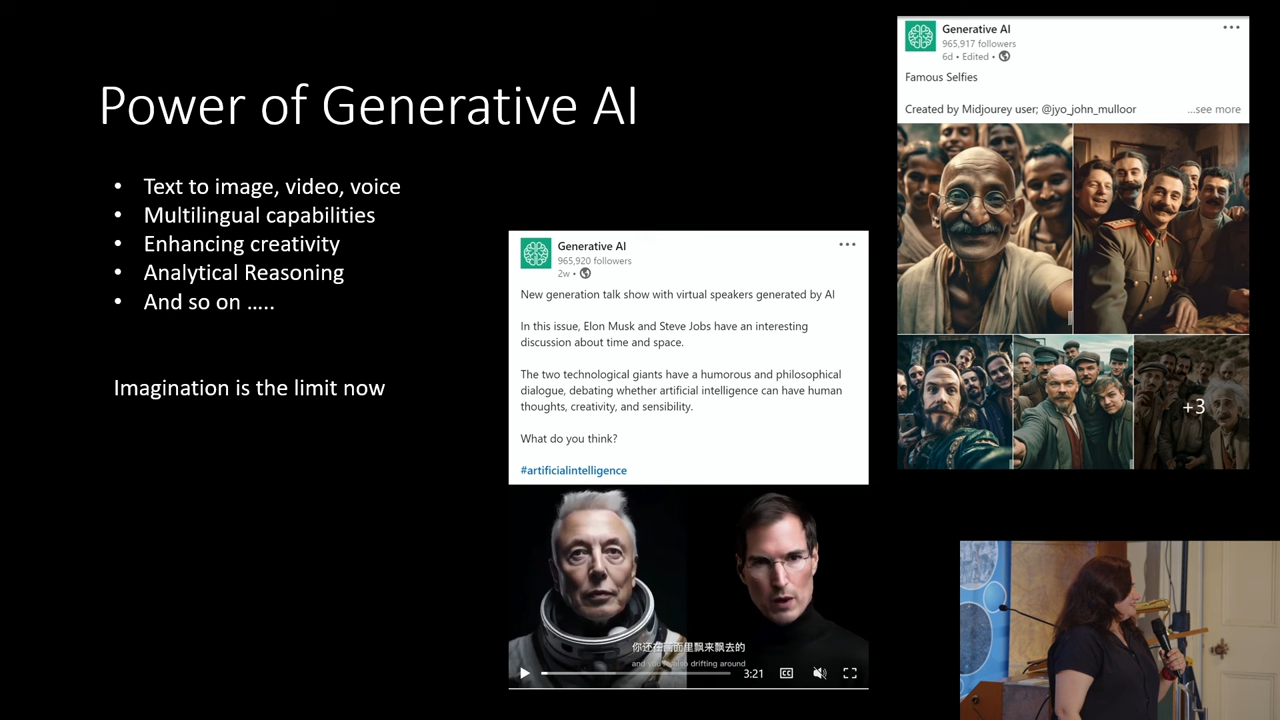 Power of Generative AI
• Text to image, video, voice
• Multilingual capabilities
• Enhancing creativity
• Analytical Reasoning
• And so on .....
Imagination is the limit now
Generative AI
965,920 followers
2w •
New generation talk show with virtual speakers generated by AI
In this issue, Elon Musk and Steve Jobs have an interesting
discussion about time and space.
The two technological giants have a humorous and philosophical
dialogue, debating whether artificial intelligence can have human
thoughts, creativity, and sensibility.
What do you think?
#artificialintelligence
你还在画面里飘来飘去的
and you're also drifting around
3:21
CC
Generative AI
965,917 followers
6d • Edited •
Famous Selfies
Created by Midjourey user; @jyo_john_mulloor
...see more
+3